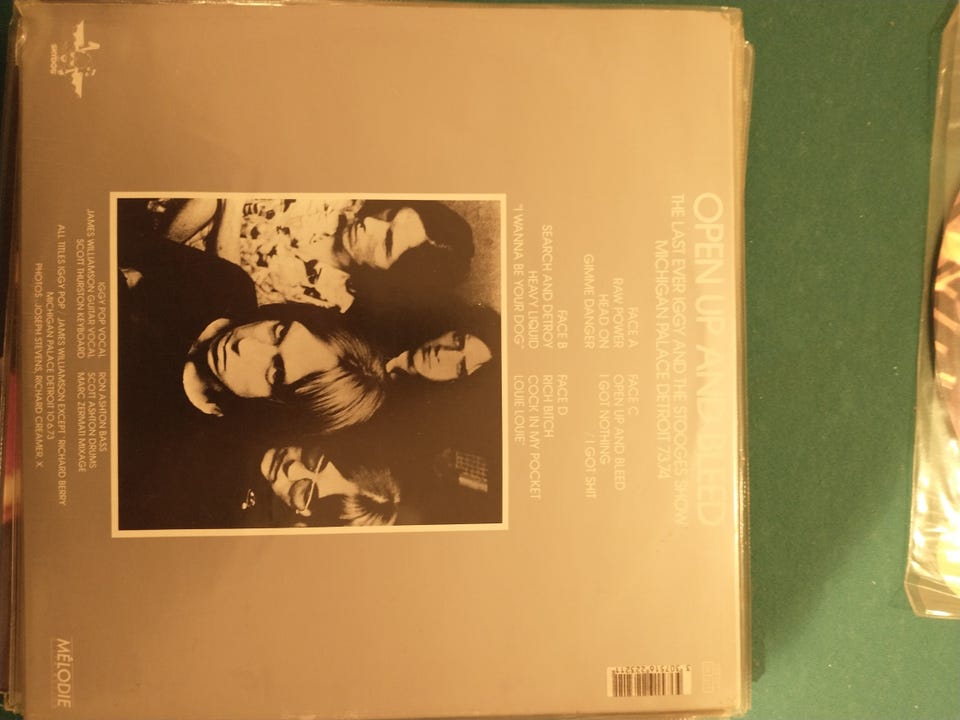 OPEN UP AND BLEED
THE LAST EVER IGGY AND THE STOOGES SHOW
MICHIGAN PALACE DETROIT 73,74
FACE A
RAW POWER
HEAD ON
GIMME DANGER
FACE C
OPEN UP AND BLEED
I GOT NOTHING
/ I GOT SHIT
FACE B
SEARCH AND DETROY
HEAVY LIQUID
"I WANNA BE YOUR DOG"
FACE D
RICH BITCH
COCK IN MY POCKET
LOUIE LOUIE"
IGGY POP VOCAL
JAMES WILLIAMSON GUITAR VOCAL
SCOTT THURSTON KEYBOARD
RON ASHTON BASS
SCOTT ASHTON DRUMS
MARC ZERMATI MIXAGE
ALL TITLES IGGY POP / JAMES WILLIAMSON EXCEPT " RICHARD BERRY
MICHIGAN PALACE DETROIT 10.6.73
PHOTOS. JOSEPH STEVENS, RICHARD CREAMER, X.
SKYDOG
MÉLODIE